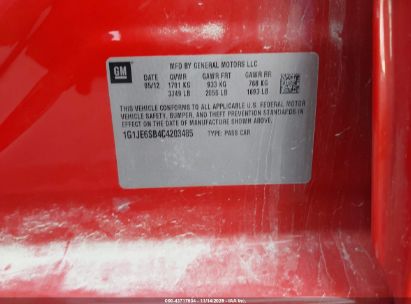 GM
MFD BY GENERAL MOTORS LLC
DATE GVWR GAWR FRT GAWR RR
05/12 1701 KG 933 KG 768 KG
3749 LB 2056 LB 1693 LB
THIS VEHICLE CONFORMS TO ALL APPLICABLE U.S. FEDERAL MOTOR
VEHICLE SAFETY, BUMPER, AND THEFT PREVENTION STANDARDS IN
EFFECT ON THE DATE OF MANUFACTURE SHOWN ABOVE.
1G1JE6SB4C4203485 TYPE: PASS CAR